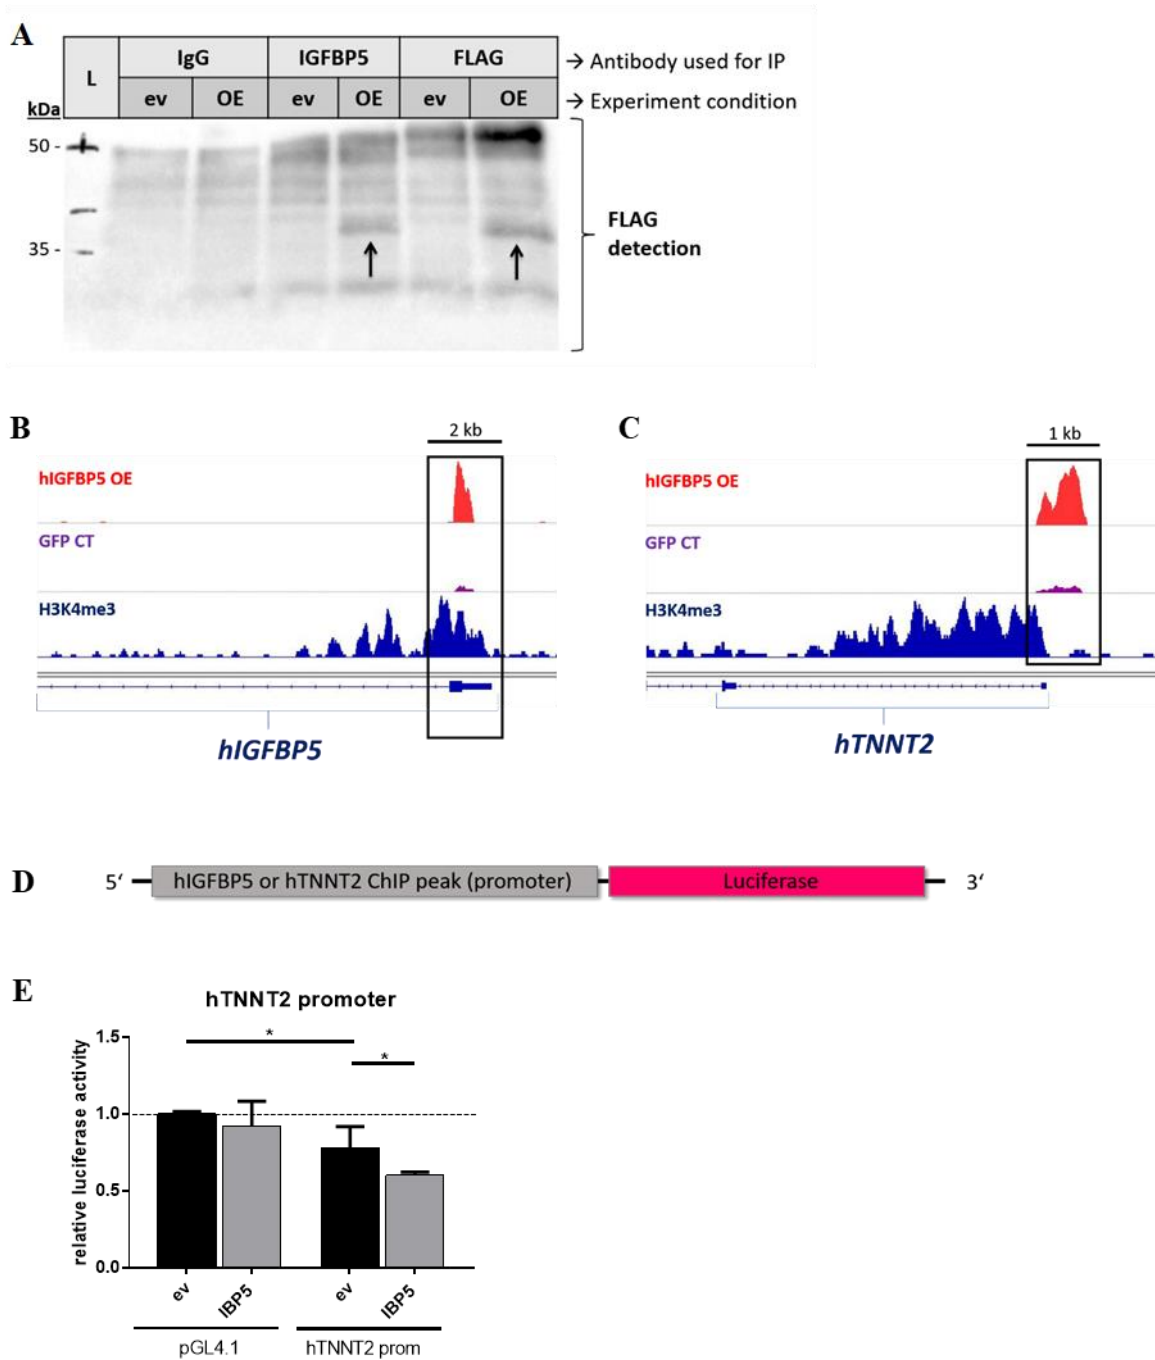 A
L IgG IGFBP5 FLAG → Antibody used for IP
kDa ev OE ev OE ev OE → Experiment condition
50 -
35 -
FLAG
detection
B
2 kb
hIGFBP5 OE
GFP CT
H3K4me3
hIGFBP5
C
1 kb
hIGFBP5 OE
GFP CT
H3K4me3
hTNNT2
D
5‘ hIGFBP5 or hTNNT2 ChIP peak (promoter) Luciferase 3‘
E
hTNNT2 promoter
relative luciferase activity
1.5
1.0
0.5
0.0
*
*
ev IBP5 ev IBP5
pGL4.1 hTNNT2 prom